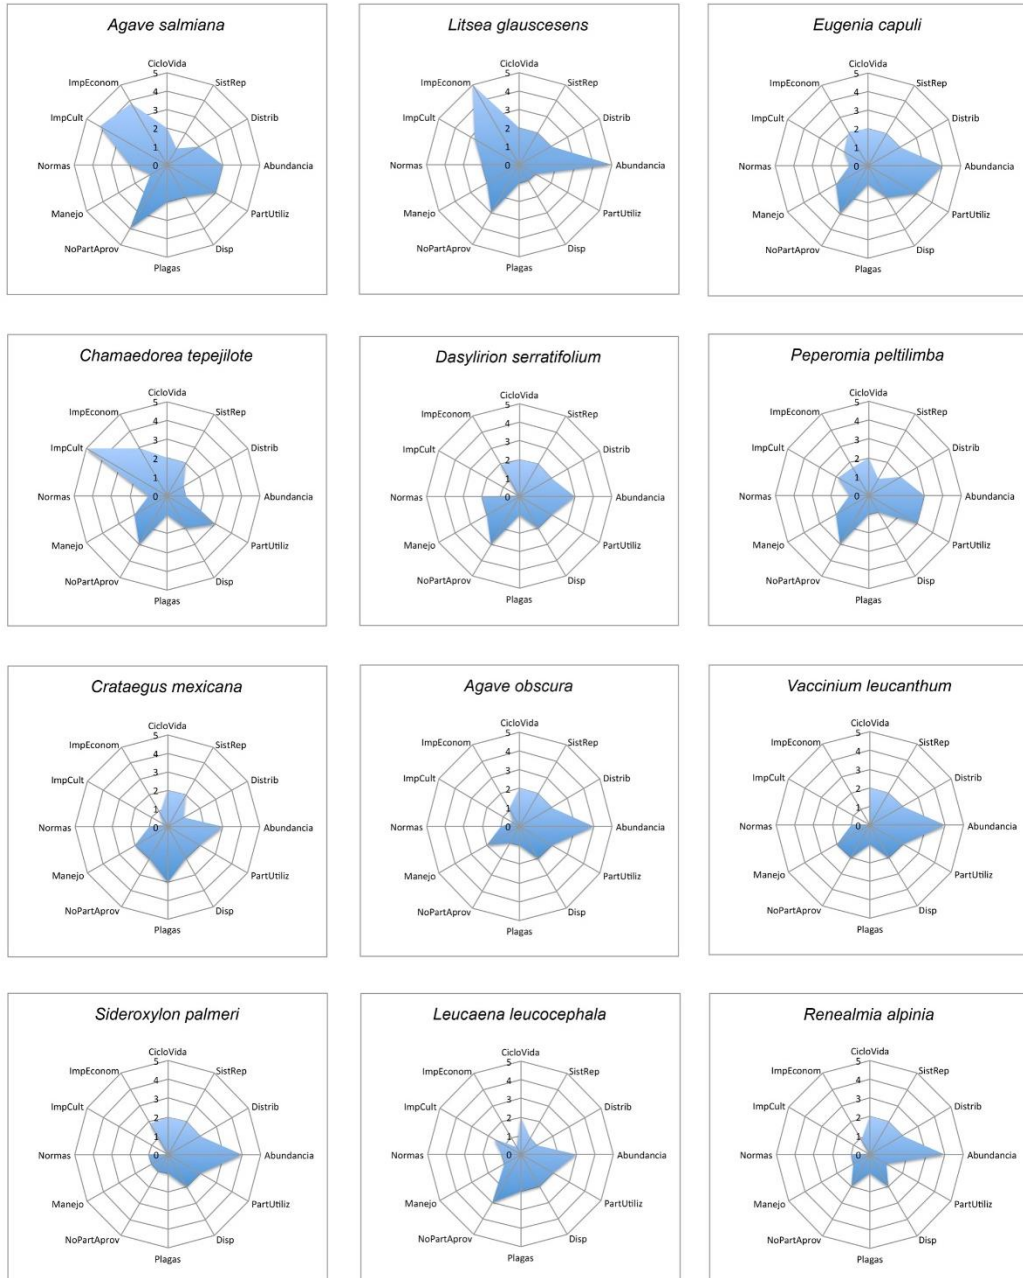 Agave salmiana
CicloVida
5
ImpEconom 4 SistRep
3
ImpCult 2 Distrib
1
Normas 0 Abundancia
Manejo PartUtiliz
NoPartAprov Disp
Plagas
Litsea glauscesens
CicloVida
5
ImpEconom 4 SistRep
3
ImpCult 2 Distrib
1
Normas 0 Abundancia
Manejo PartUtiliz
NoPartAprov Disp
Plagas
Eugenia capuli
CicloVida
5
ImpEconom 4 SistRep
3
ImpCult 2 Distrib
1
Normas 0 Abundancia
Manejo PartUtiliz
NoPartAprov Disp
Plagas
Chamaedorea tepejilote
CicloVida
5
ImpEconom 4 SistRep
3
ImpCult 2 Distrib
1
Normas 0 Abundancia
Manejo PartUtiliz
NoPartAprov Disp
Plagas
Dasylirion serratifolium
CicloVida
5
ImpEconom 4 SistRep
3
ImpCult 2 Distrib
1
Normas 0 Abundancia
Manejo PartUtiliz
NoPartAprov Disp
Plagas
Peperomia peltilimba
CicloVida
5
ImpEconom 4 SistRep
3
ImpCult 2 Distrib
1
Normas 0 Abundancia
Manejo PartUtiliz
NoPartAprov Disp
Plagas
Crataegus mexicana
CicloVida
5
ImpEconom 4 SistRep
3
ImpCult 2 Distrib
1
Normas 0 Abundancia
Manejo PartUtiliz
NoPartAprov Disp
Plagas
Agave obscura
CicloVida
5
ImpEconom 4 SistRep
3
ImpCult 2 Distrib
1
Normas 0 Abundancia
Manejo PartUtiliz
NoPartAprov Disp
Plagas
Vaccinium leucanthum
CicloVida
5
ImpEconom 4 SistRep
3
ImpCult 2 Distrib
1
Normas 0 Abundancia
Manejo PartUtiliz
NoPartAprov Disp
Plagas
Sideroxylon palmeri
CicloVida
5
ImpEconom 4 SistRep
3
ImpCult 2 Distrib
1
Normas 0 Abundancia
Manejo PartUtiliz
NoPartAprov Disp
Plagas
Leucaena leucocephala
CicloVida
5
ImpEconom 4 SistRep
3
ImpCult 2 Distrib
1
Normas 0 Abundancia
Manejo PartUtiliz
NoPartAprov Disp
Plagas
Renealmia alpinia
CicloVida
5
ImpEconom 4 SistRep
3
ImpCult 2 Distrib
1
Normas 0 Abundancia
Manejo PartUtiliz
NoPartAprov Disp
Plagas